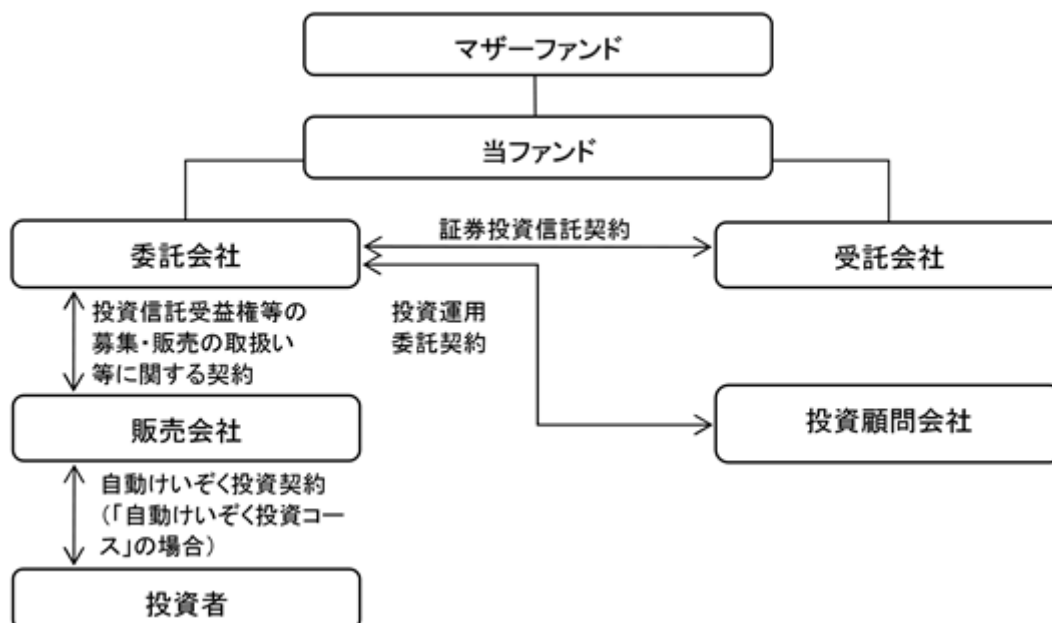 マザーファンド
当ファンド
委託会社
証券投資信託契約
受託会社
投資信託受益権等の
募集・販売の取扱い
等に関する契約
投資運用
委託契約
販売会社
投資顧問会社
自動けいぞく投資契約
(「自動けいぞく投資コー
ス」の場合)
投資者